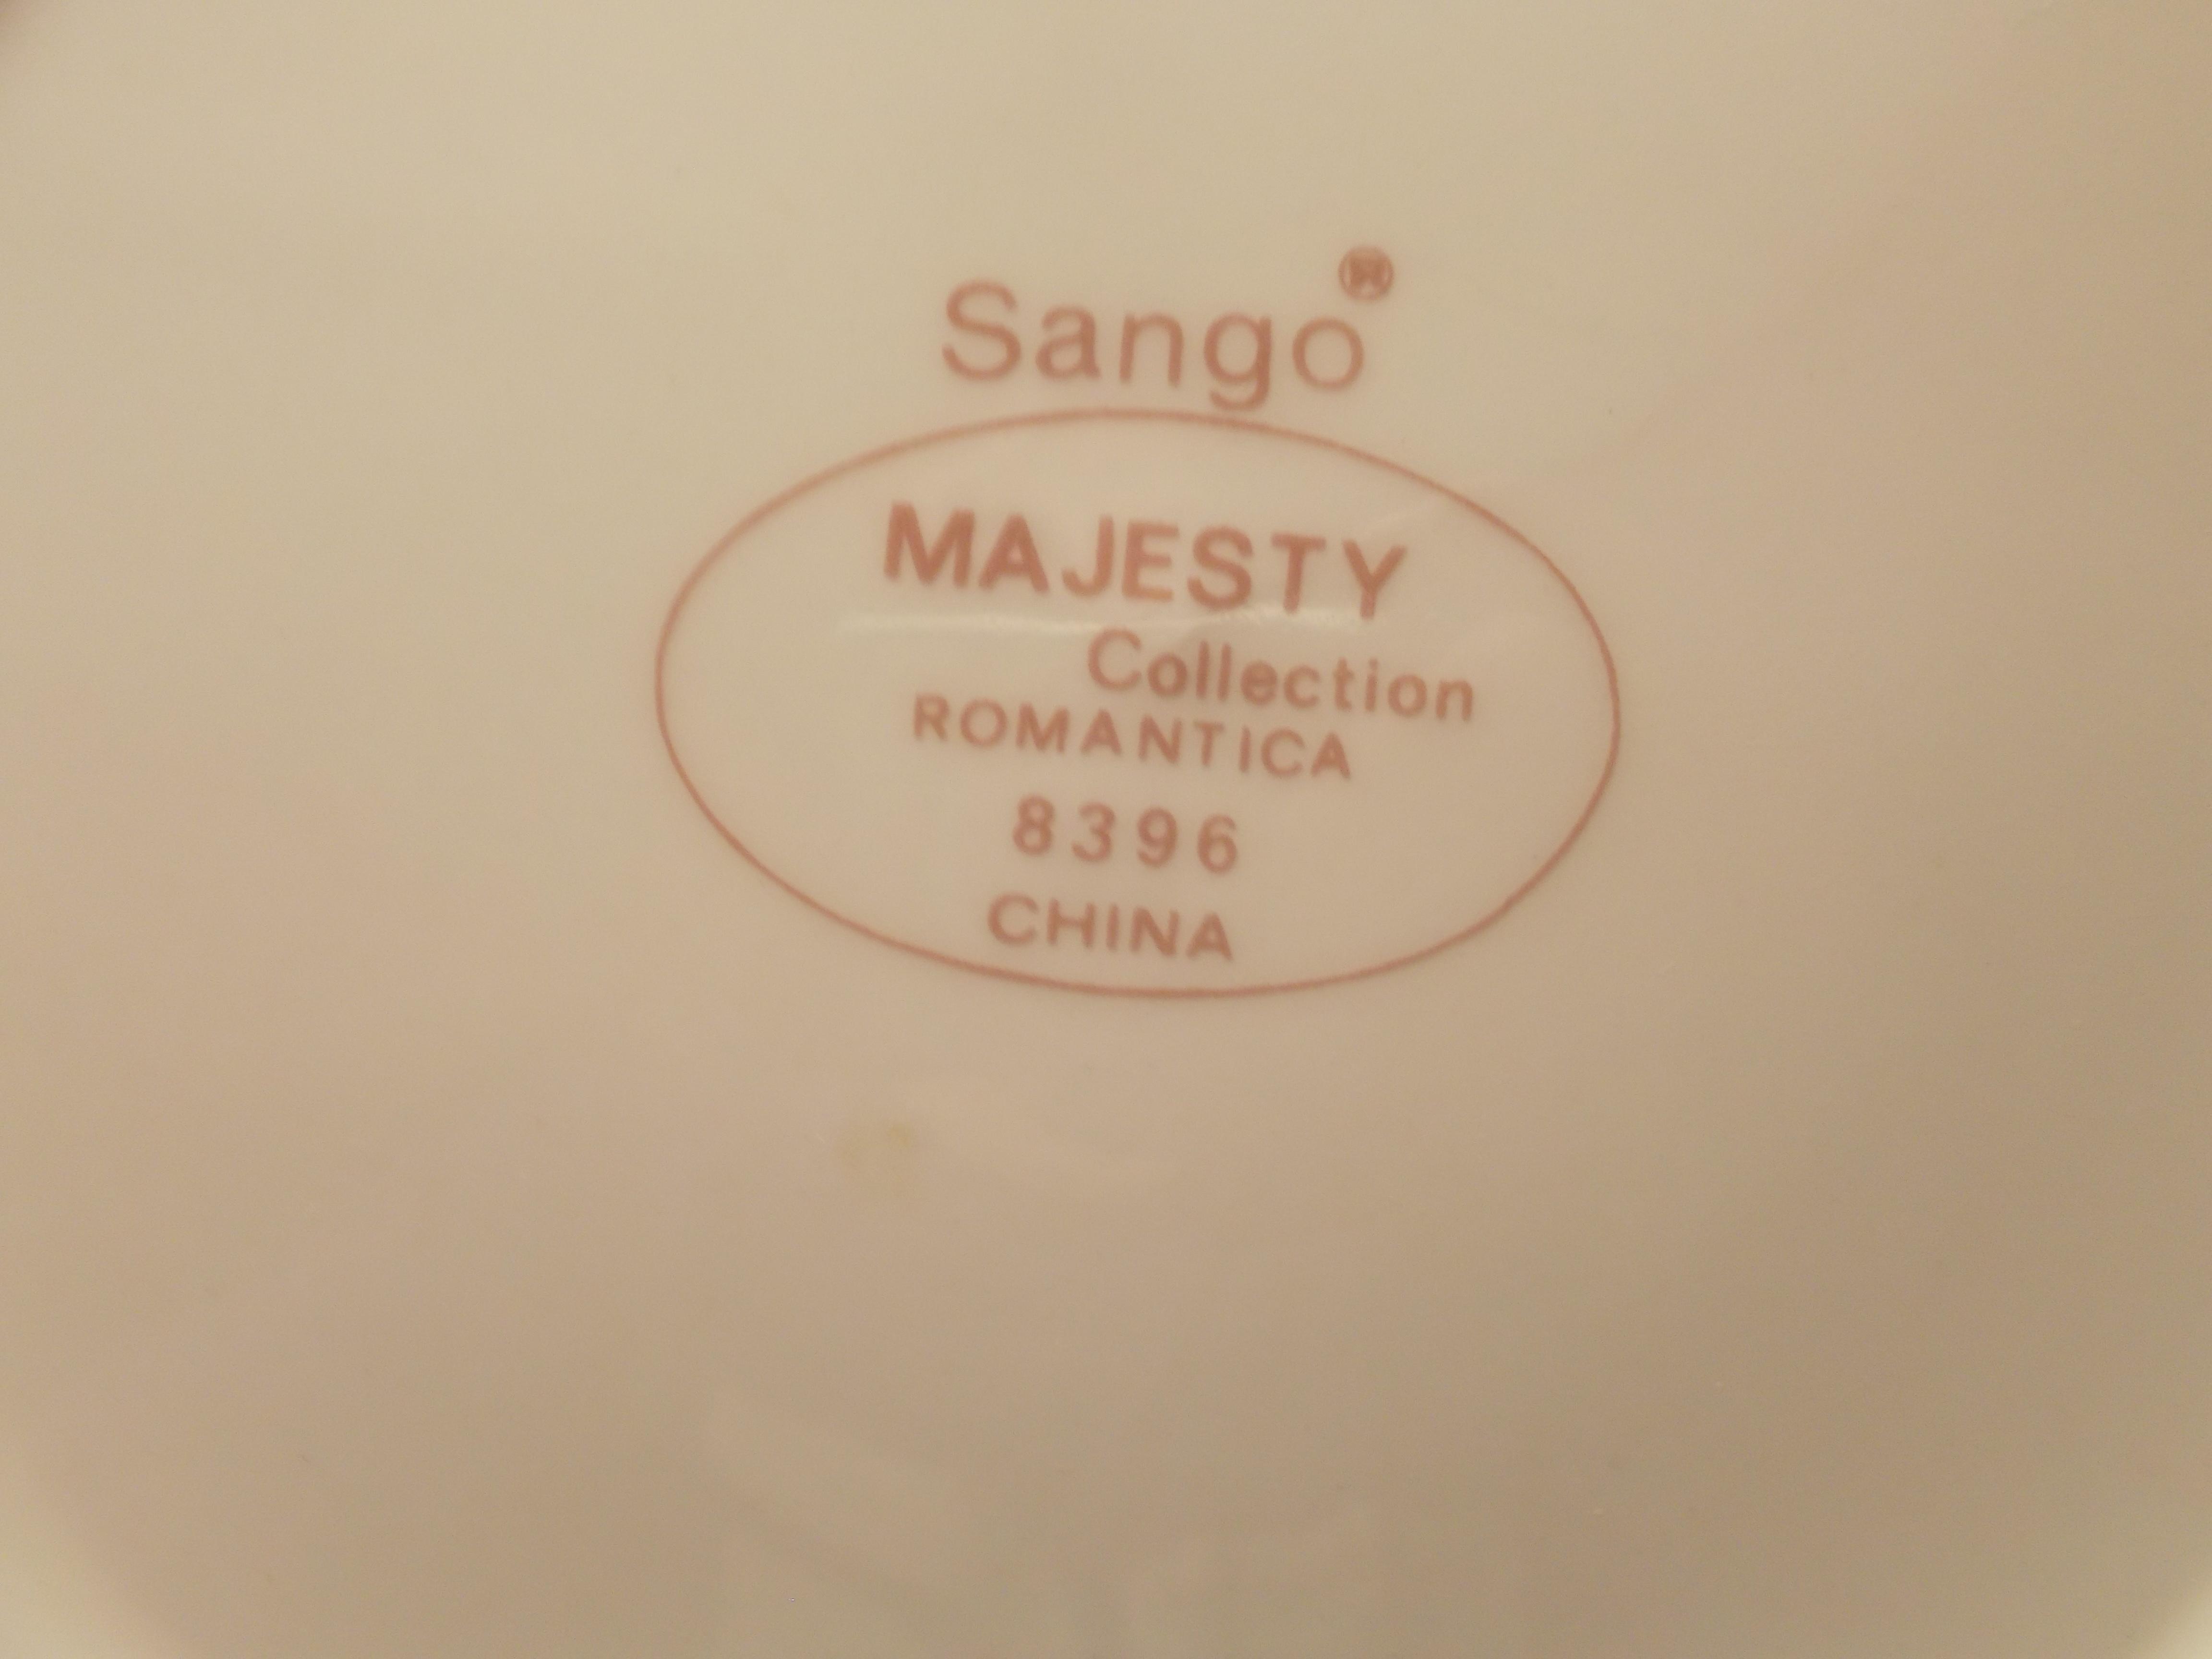 Sango®
MAJESTY
Collection
ROMANTICA
8396
CHINA